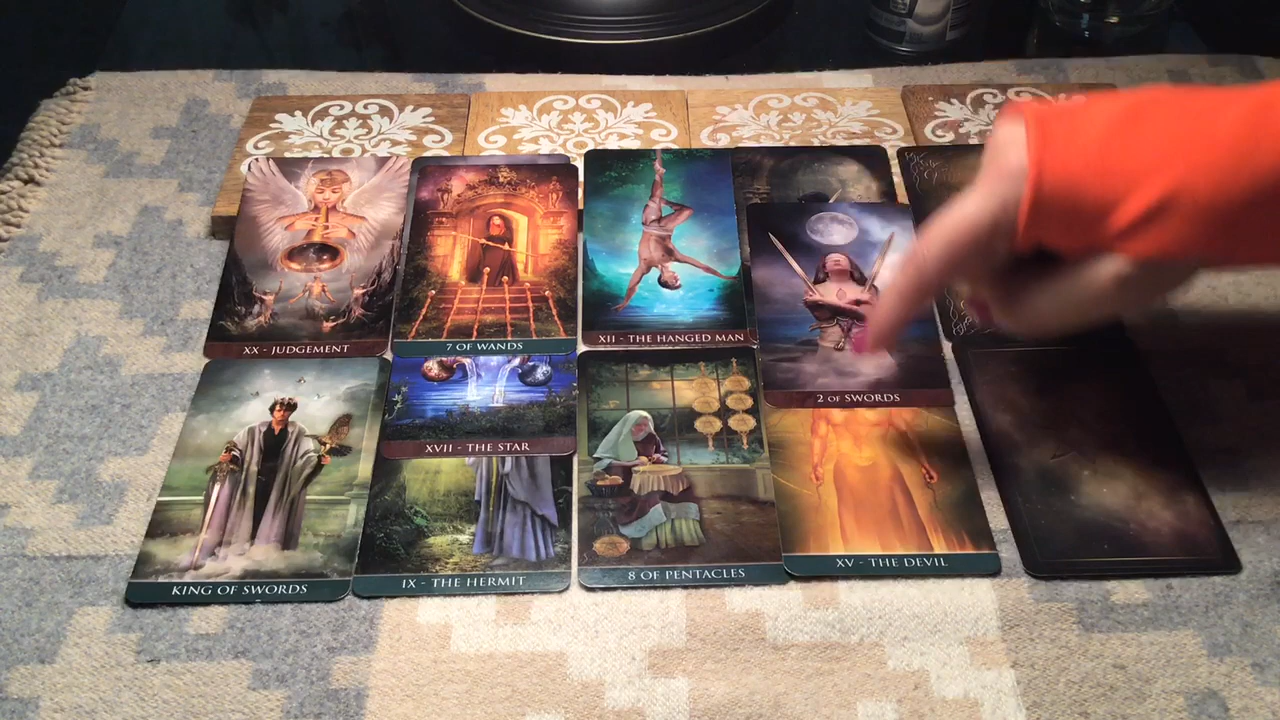 XX - JUDGEMENT
7 OF WANDS
XII - THE HANGED MAN
2 OF SWORDS
XVII - THE STAR
KING OF SWORDS
IX - THE HERMIT
8 OF PENTACLES
XV - THE DEVIL